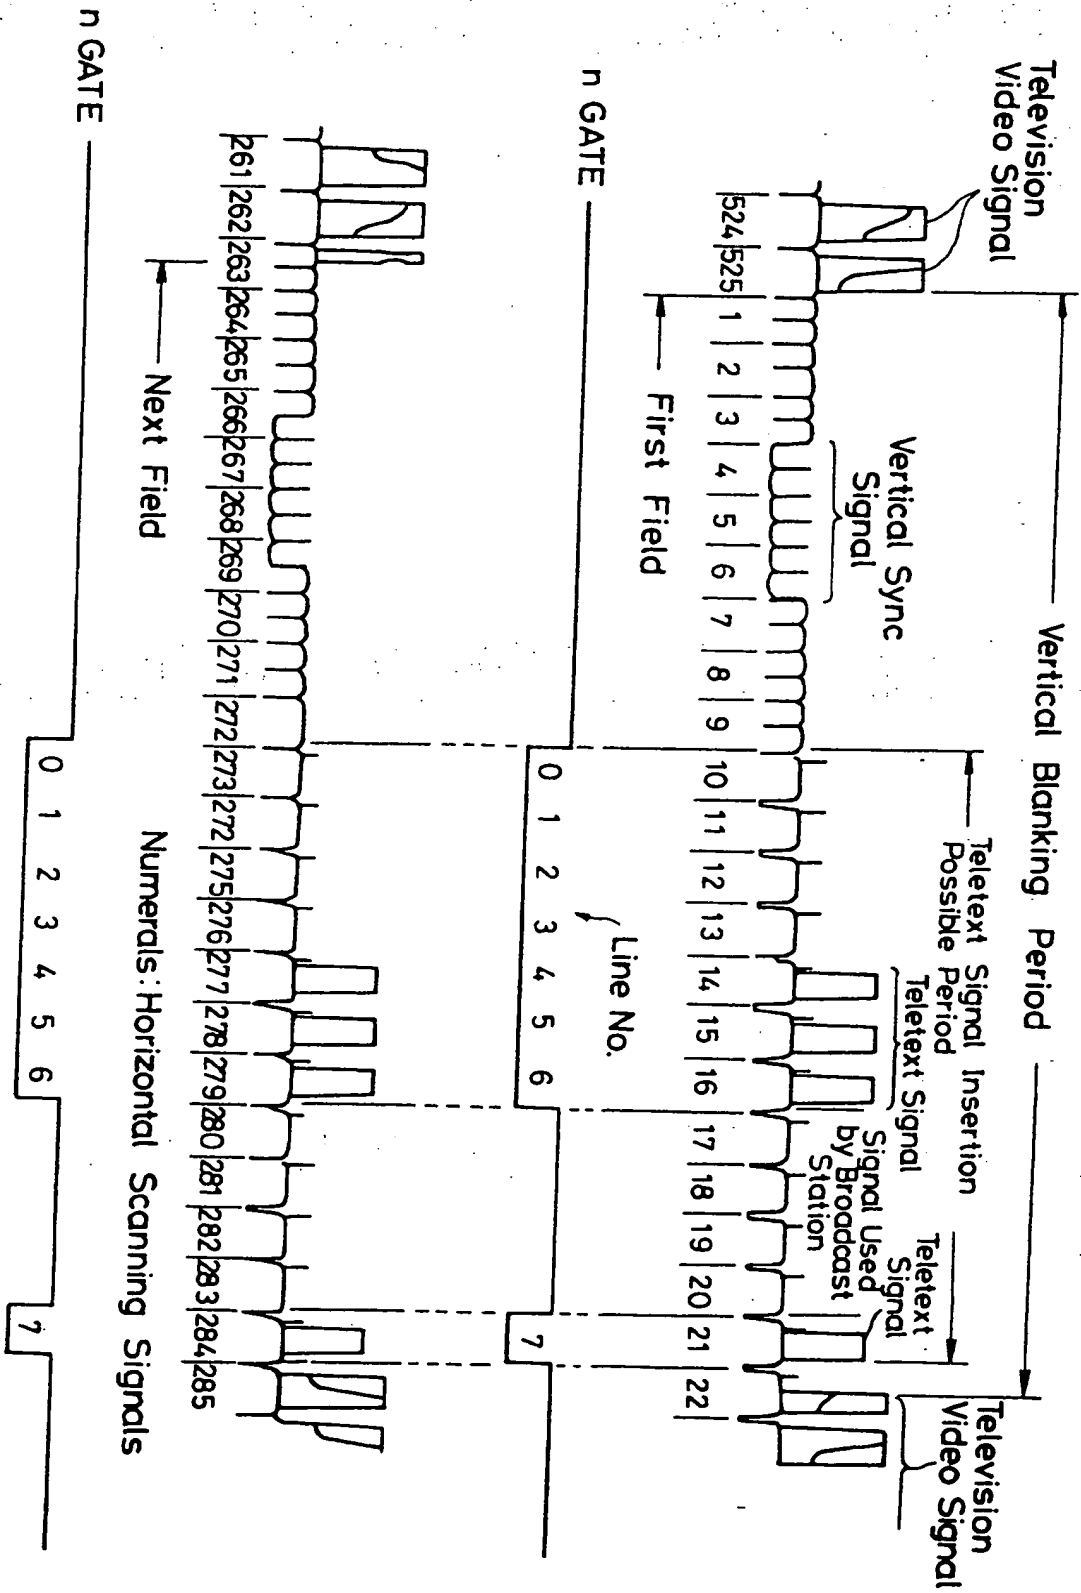 Television
Video Signal
Vertical Blanking Period
Teletext Signal Insertion
Possible Period
Vertical Sync
Signal
Teletext Signal
Signal Used
by Broadcast
Station
Teletext
Signal
Television
Video Signal
524 525 1 2 3 4 5 6 7 8 9 10 11 12 13 14 15 16 17 18 19 20 21 22
First Field
Line No.
n GATE
0 1 2 3 4 5 6 7
261 262 263 264 265 266 267 268 269 270 271 272 273 272 275 276 277 278 279 280 281 282 283 284 285
Next Field
Numerals: Horizontal Scanning Signals
n GATE
0 1 2 3 4 5 6 7